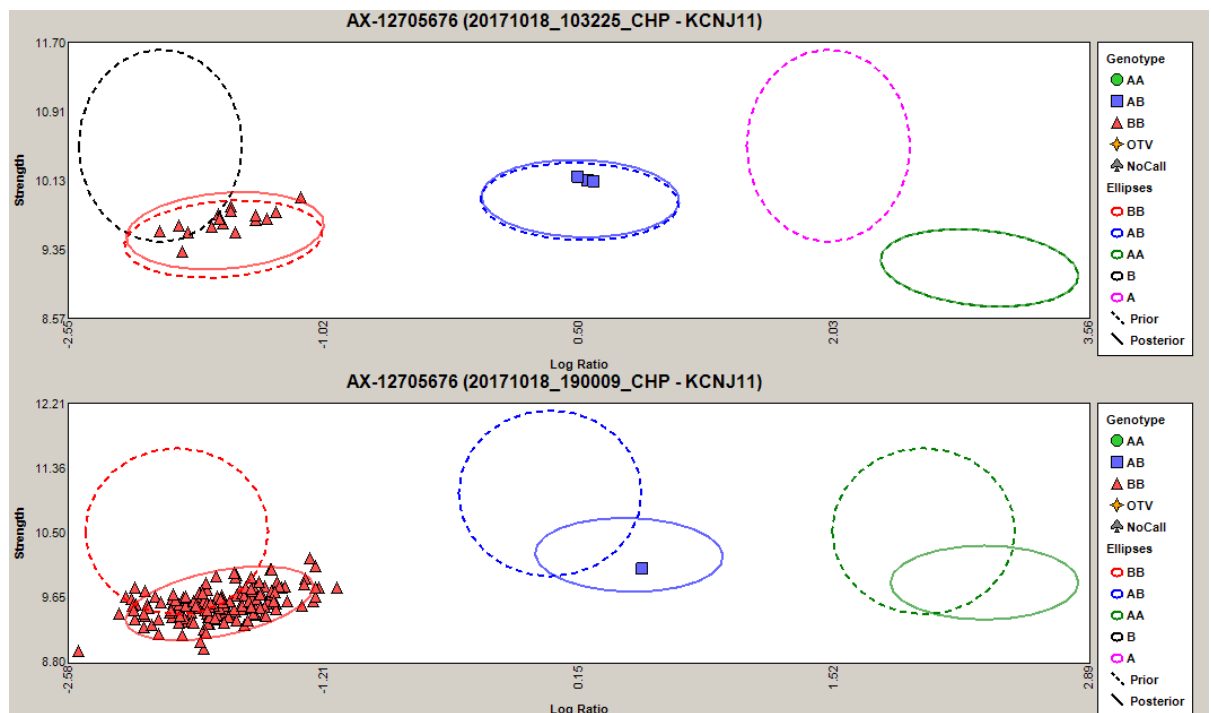 AX-12705676 (20171018_103225_CHP - KCNJ11)
11.70
10.91
10.13
9.35
8.57
Strength
-2.55
-1.02
0.50
2.03
3.56
Log Ratio
Genotype
AA
AB
BB
OTV
NoCall
Ellipses
BB
AB
AA
B
A
Prior
Posterior
AX-12705676 (20171018_190009_CHP - KCNJ11)
12.21
11.36
10.50
9.65
8.80
Strength
-2.58
-1.21
0.15
1.52
2.89
Log Ratio
Genotype
AA
AB
BB
OTV
NoCall
Ellipses
BB
AB
AA
B
A
Prior
Posterior